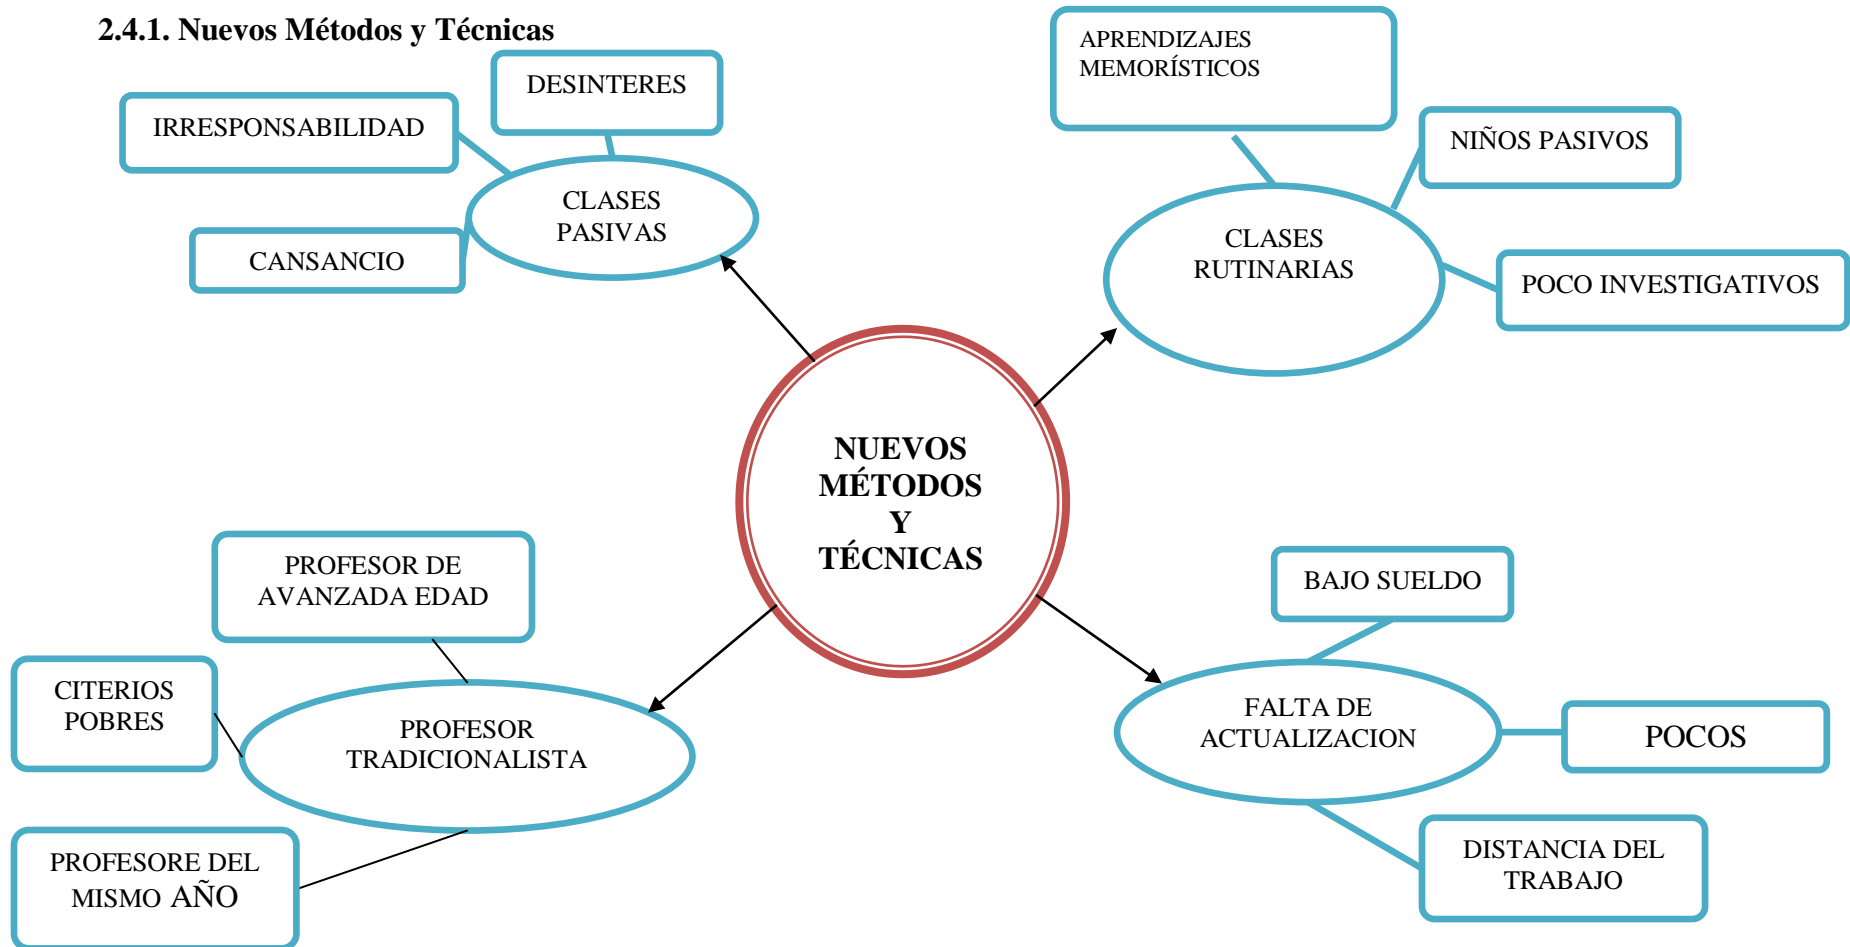 2.4.1. Nuevos Métodos y Técnicas
DESINTERES
IRRESPONSABILIDAD
CANSANCIO
CLASES
PASIVAS
APRENDIZAJES
MEMORÍSTICOS
NIÑOS PASIVOS
POCO INVESTIGATIVOS
CLASES
RUTINARIAS
NUEVOS
MÉTODOS
Y
TÉCNICAS
PROFESOR DE
AVANZADA EDAD
CITERIOS
POBRES
PROFESOR
TRADICIONALISTA
PROFESORE DEL
MISMO AÑO
BAJO SUELDO
FALTA DE
ACTUALIZACION
POCOS
DISTANCIA DEL
TRABAJO